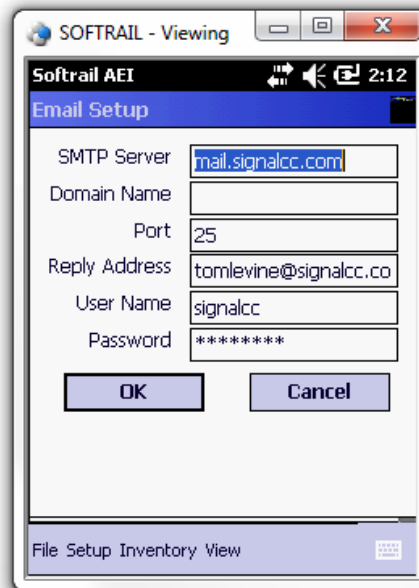 SOFTRAIL - Viewing
Softrail AEI 2:12
Email Setup
SMTP Server mail.signalcc.com
Domain Name
Port 25
Reply Address tomlevine@signalcc.co
User Name signalcc
Password ********
OK Cancel
File Setup Inventory View